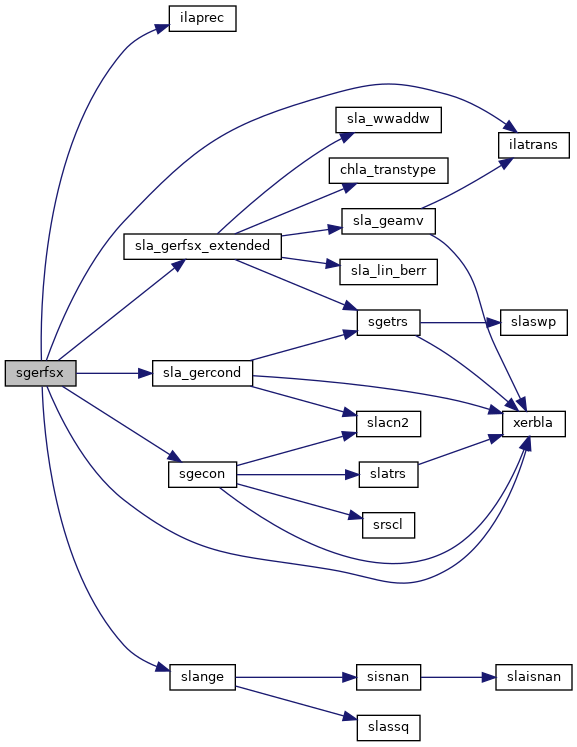 ilaprec
sla_wwaddw
ilatrans
chla_transtype
sla_geamv
sla_gerfsx_extended
sla_lin_berr
sgetrs
slaswp
sgerfsx
sla_gercond
slacn2
xerbla
sgecon
slatrs
srscl
slange
sisnan
slaisnan
slassq